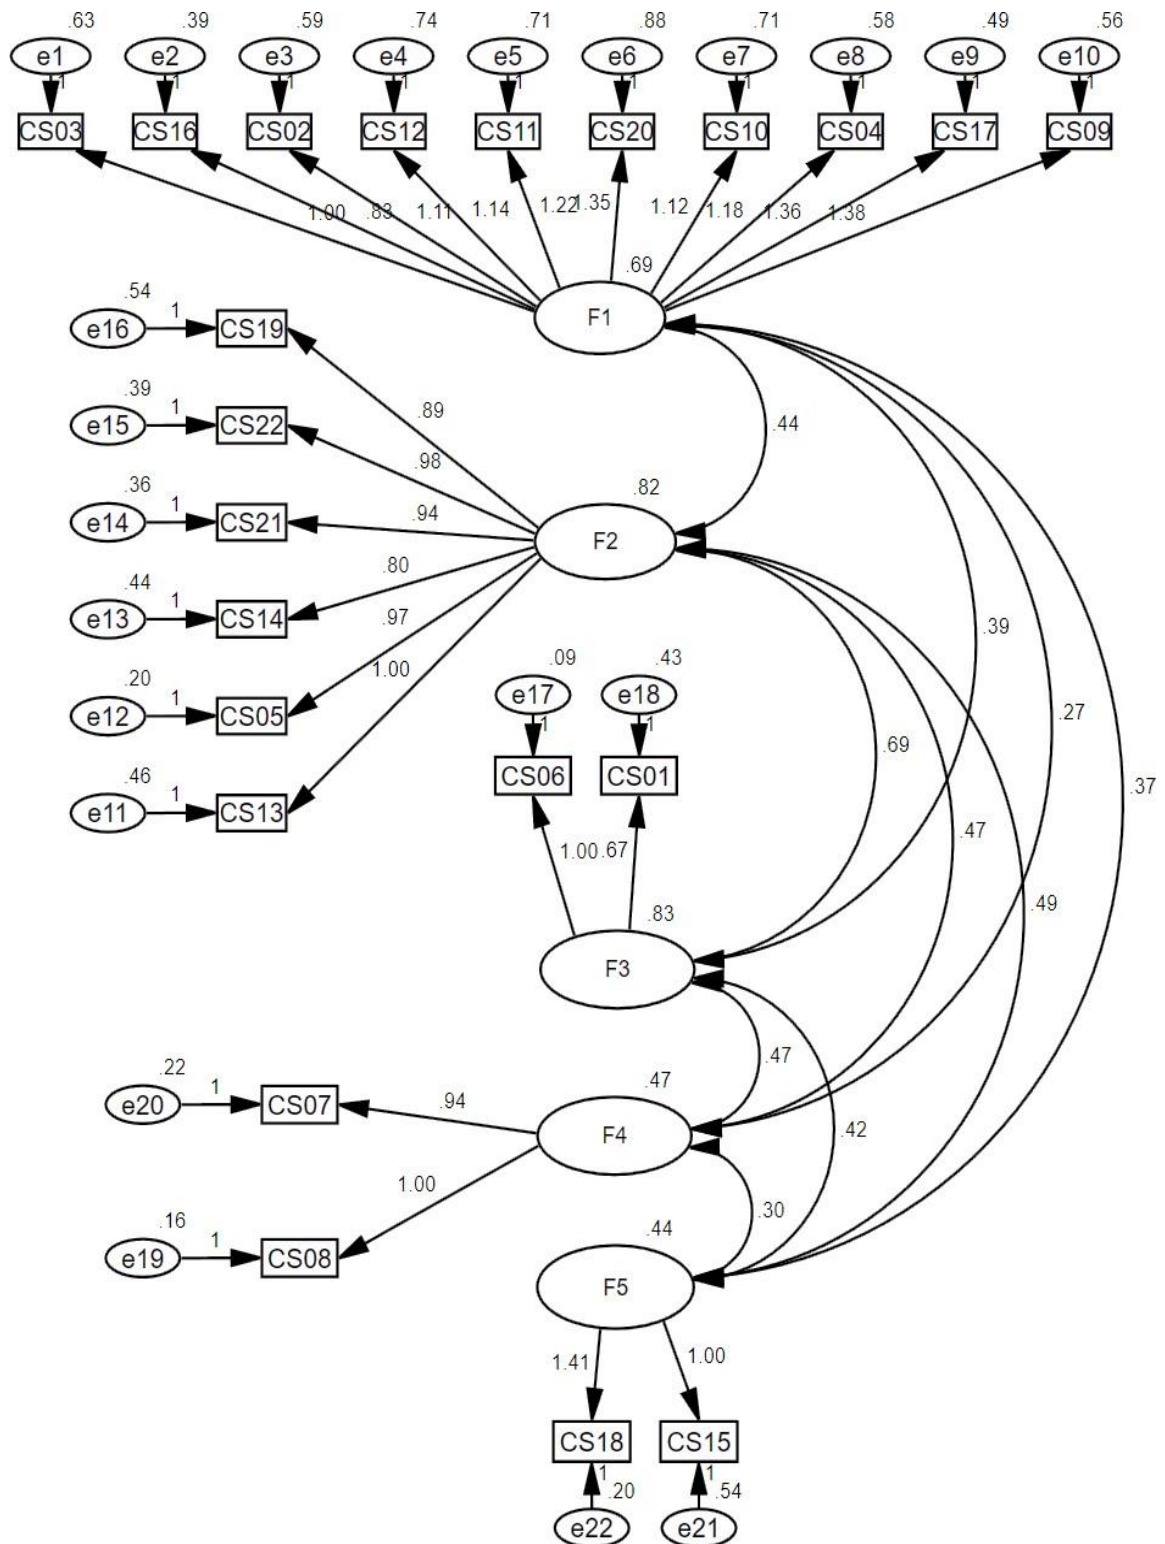 .63 .39 .59 .74 .71 .88 .71 .58 .49 .56
e1 e2 e3 e4 e5 e6 e7 e8 e9 e10
1 1 1 1 1 1 1 1 1 1
CS03 CS16 CS02 CS12 CS11 CS20 CS10 CS04 CS17 CS09
1.00 .83 1.11 1.14 1.22 1.35 1.12 1.18 1.36 1.38
.69
F1
.54
e16 1 CS19
.89
.44
.39
e15 1 CS22
.98
.82
.36
e14 1 CS21
.94
F2
.80
.44
e13 1 CS14
.97
.39
1.00
.09 .43
.20
e12 1 CS05
e17 e18
1 1
.27
.69
.46
e11 1 CS13
CS06 CS01
.37
.47
1.00 .67
.49
.83
F3
.47
.22
e20 1 CS07
.94
.47
F4
.42
1.00
.30
.16
e19 1 CS08
.44
F5
1.41 1.00
CS18 CS15
1 1
.20 .54
e22 e21